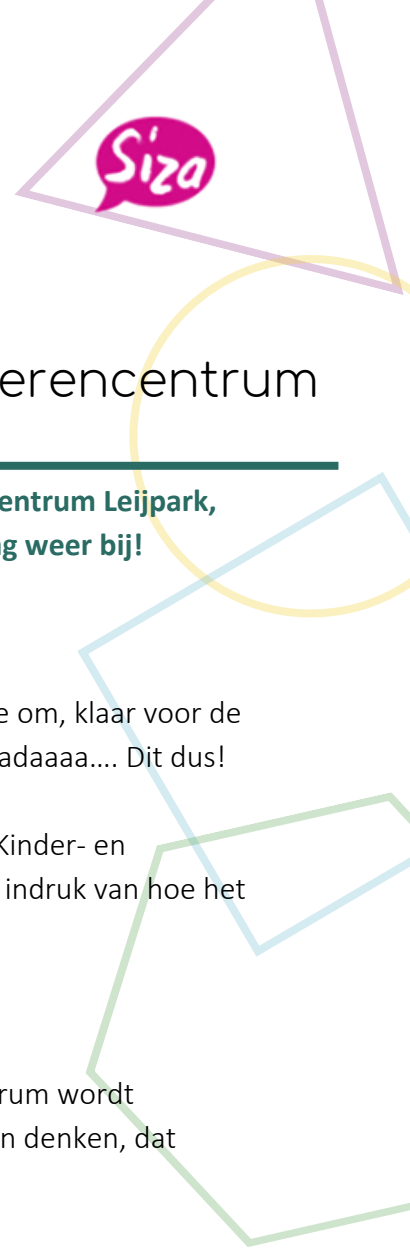 Siza
erencentrum
entrum Leijpark,
g weer bij!
e om, klaar voor de
adaaaa.... Dit dus!
Kinder- en
indruk van hoe het
rum wordt
n denken, dat